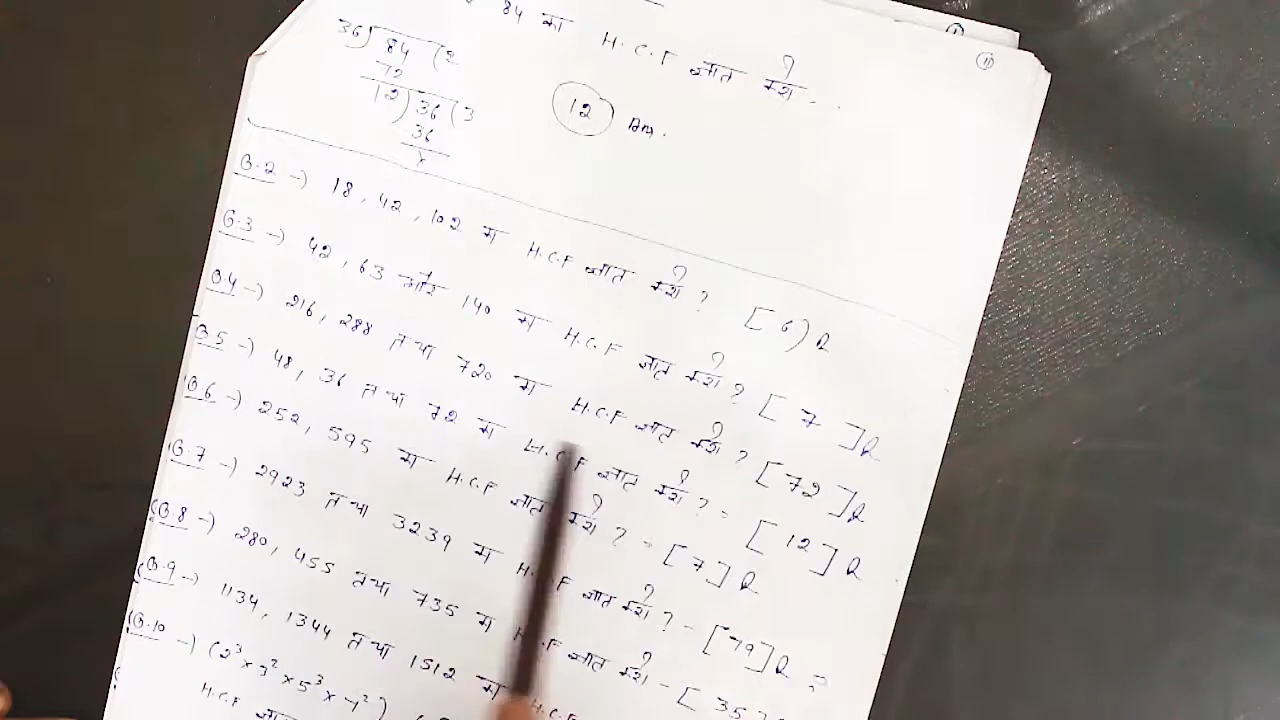 84 का H.C.F ज्ञात करो . .
36) 84 (2
72
12) 36 (3
36
x
12 Ans.
Q.2 -) 18, 42, 102 का H.C.F ज्ञात करो ? [6) R
Q.3 -) 42, 63 और 140 का H.C.F ज्ञात करो ? [ 7 ] R
Q.4 -) 216, 288 तथा 720 का H.C.F ज्ञात करो ? [72] R
Q.5 -) 48, 36 तथा 72 का H.C.F ज्ञात करो ? = [12] R
Q.6 -) 252, 595 का H.C.F ज्ञात करो ? = [7] R
Q.7 -) 2923 तथा 3239 का H.C.F ज्ञात करो ? - [79] R
Q.8 -) 280, 455 तथा 735 का H.C.F ज्ञात करो - [35]
Q.9 -) 1134, 1344 तथा 1512 का H.C.F
Q.10 -) (2³ × 3² × 5³ × 7²)
H.C.F ज्ञात